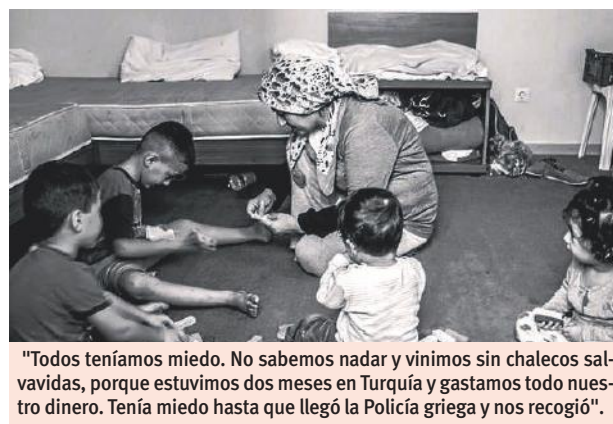 "Todos teníamos miedo. No sabemos nadar y vinimos sin chalecos sal-
vavidas, porque estuvimos dos meses en Turquía y gastamos todo nues-
tro dinero. Tenía miedo hasta que llegó la Policía griega y nos recogió".